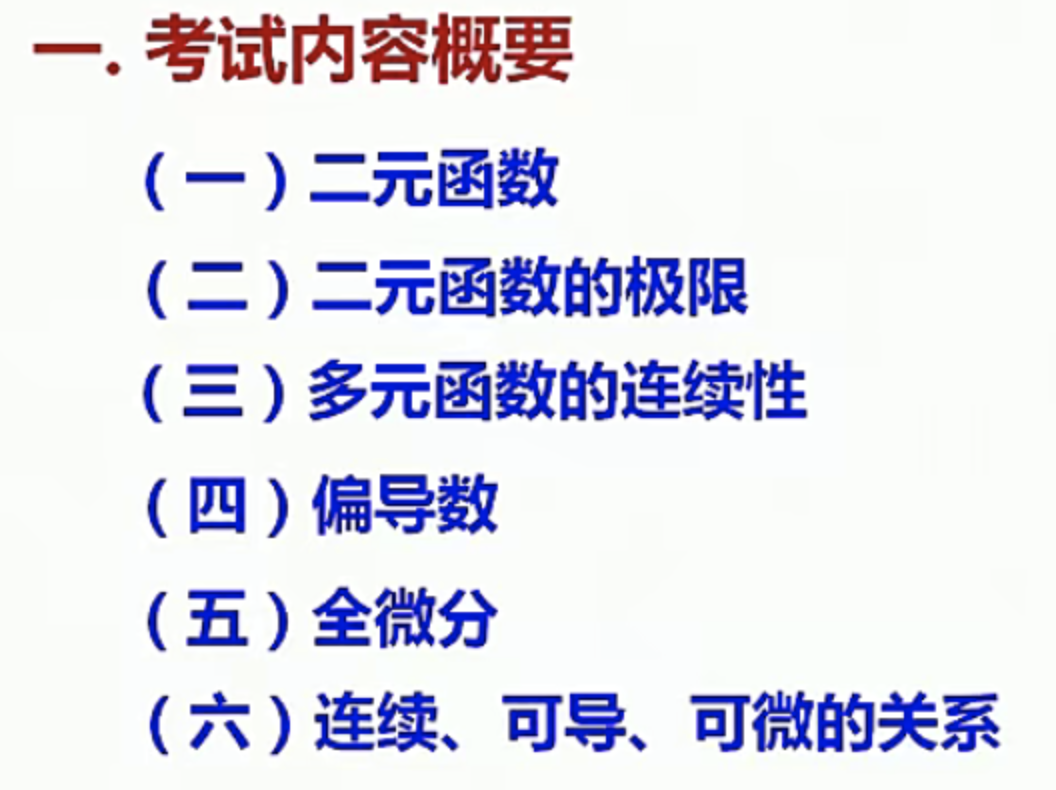 一. 考试内容概要
（一）二元函数
（二）二元函数的极限
（三）多元函数的连续性
（四）偏导数
（五）全微分
（六）连续、可导、可微的关系